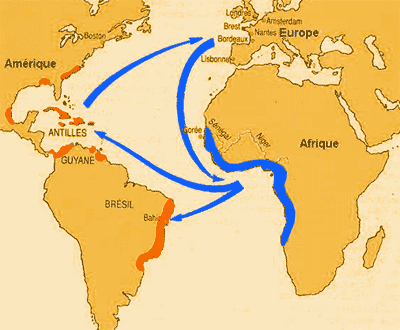 Londres
Amsterdam
Brest
Nantes
Europe
Bordeaux
Lisbonne
Boston
Amérique
ANTILLES
GUYANE
Gorée
Sénégal
Niger
Afrique
BRÉSIL
Bahia